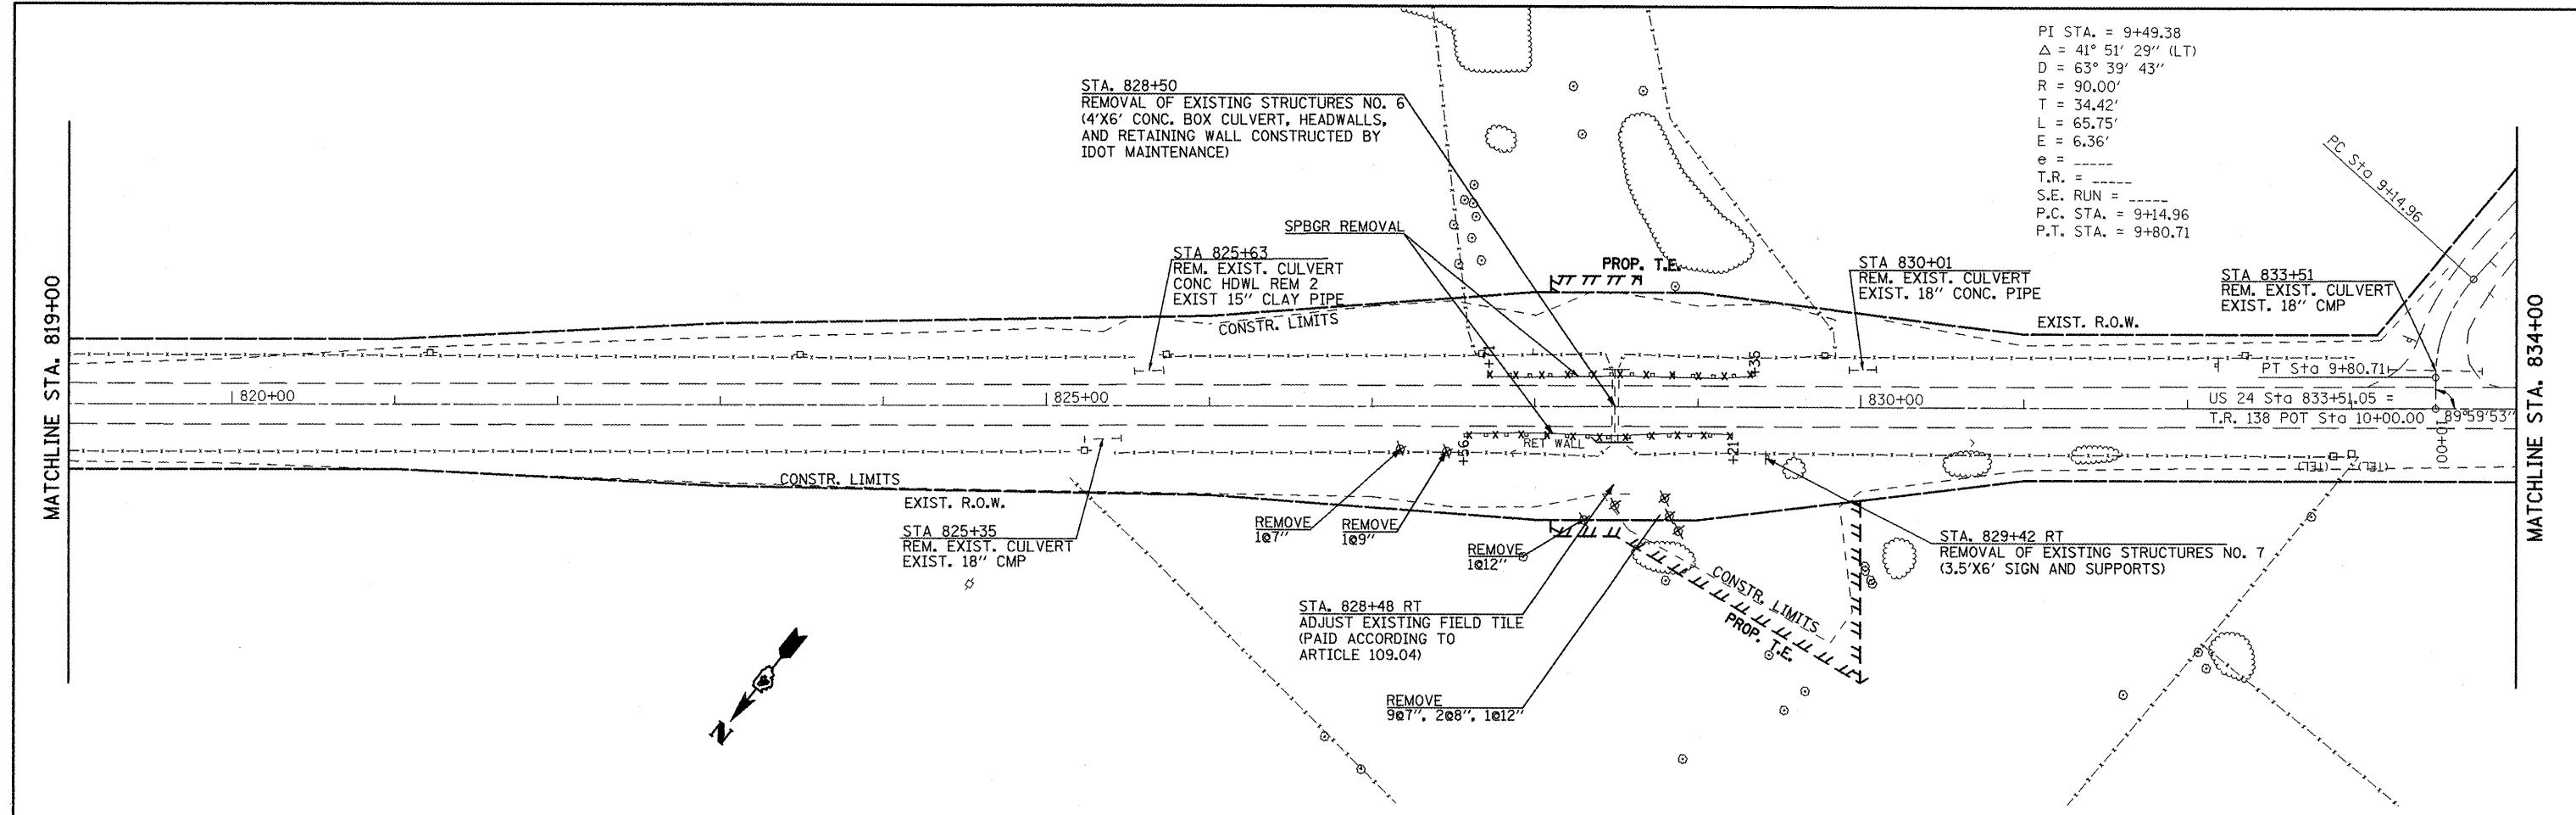 PI STA. = 9+49.38
Δ = 41° 51' 29" (LT)
D = 63° 39' 43"
R = 90.00'
T = 34.42'
L = 65.75'
E = 6.36'
e = _____
T.R. = _____
S.E. RUN = _____
P.C. STA. = 9+14.96
P.T. STA. = 9+80.71
STA. 828+50
REMOVAL OF EXISTING STRUCTURES NO. 6
(4'X6' CONC. BOX CULVERT, HEADWALLS,
AND RETAINING WALL CONSTRUCTED BY
IDOT MAINTENANCE)
PC Sta 9+14.96
SPBGR REMOVAL
STA 825+63
REM. EXIST. CULVERT
CONC HDWL REM 2
EXIST 15" CLAY PIPE
PROP. T.E.
STA 830+01
REM. EXIST. CULVERT
EXIST. 18" CONC. PIPE
STA 833+51
REM. EXIST. CULVERT
EXIST. 18" CMP
MATCHLINE STA. 819+00
CONSTR. LIMITS
EXIST. R.O.W.
MATCHLINE STA. 834+00
+71
+35
PT Sta 9+80.71
820+00
825+00
830+00
US 24 Sta 833+51.05 =
T.R. 138 POT Sta 10+00.00
89°59'53"
10+00
+56
RET WALL
+21
(TEL)
(TEL)
CONSTR. LIMITS
EXIST. R.O.W.
STA 825+35
REM. EXIST. CULVERT
EXIST. 18" CMP
REMOVE
1@7"
REMOVE
1@9"
REMOVE
1@12"
STA. 829+42 RT
REMOVAL OF EXISTING STRUCTURES NO. 7
(3.5'X6' SIGN AND SUPPORTS)
CONSTR. LIMITS
PROP. T.E.
STA. 828+48 RT
ADJUST EXISTING FIELD TILE
(PAID ACCORDING TO
ARTICLE 109.04)
REMOVE
9@7", 2@8", 1@12"
N